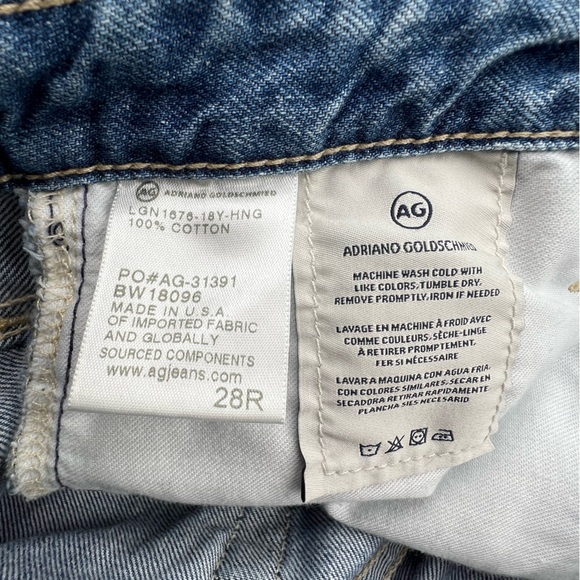 AG ADRIANO GOLDSCHMIED
LGN1676-18Y-HNG
100% COTTON
PO#AG-31391
BW18096
MADE IN U.S.A.
OF IMPORTED FABRIC
AND GLOBALLY
SOURCED COMPONENTS
www.agjeans.com
28R
AG
ADRIANO GOLDSCHMIED
MACHINE WASH COLD WITH
LIKE COLORS, TUMBLE DRY,
REMOVE PROMPTLY, IRON IF NEEDED
LAVAGE EN MACHINE À FROID AVEC
COMME COULEURS, SÈCHE-LINGE
À RETIRER PROMPTEMENT,
FER SI NÉCESSAIRE
LAVAR A MAQUINA CON AGUA FRIA,
CON COLORES SIMILARES, SECAR EN
SECADORA RETIRAR RAPIDAMENTE
PLANCHA SIES NECESARIO